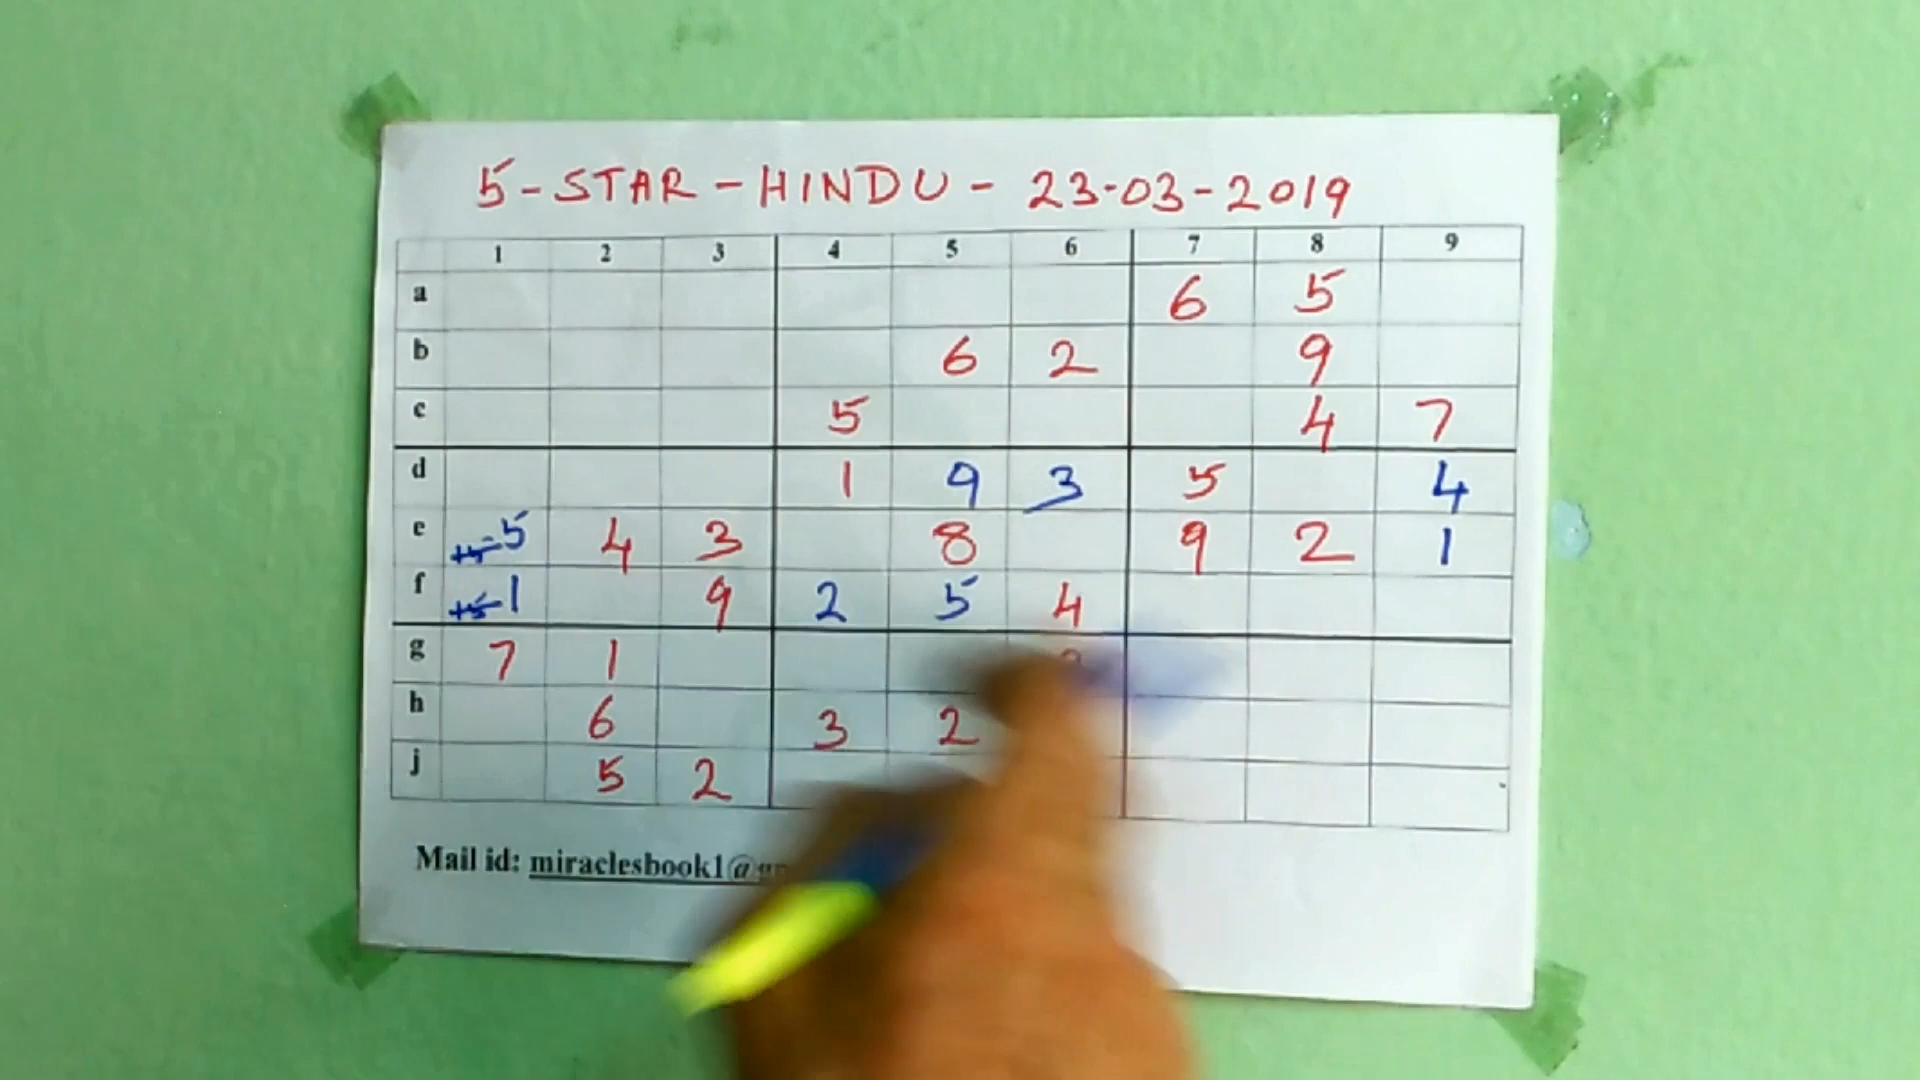 5-STAR-HINDU-23-03-2019
1 2 3 4 5 6 7 8 9
a 6 5
b 6 2 9
c 5 4 7
d 1 9 3 5 4
e 5 4 3 8 9 2 1
f 1 9 2 5 4
g 7 1
h 6 3 2
j 5 2
Mail id: miraclesbook1@